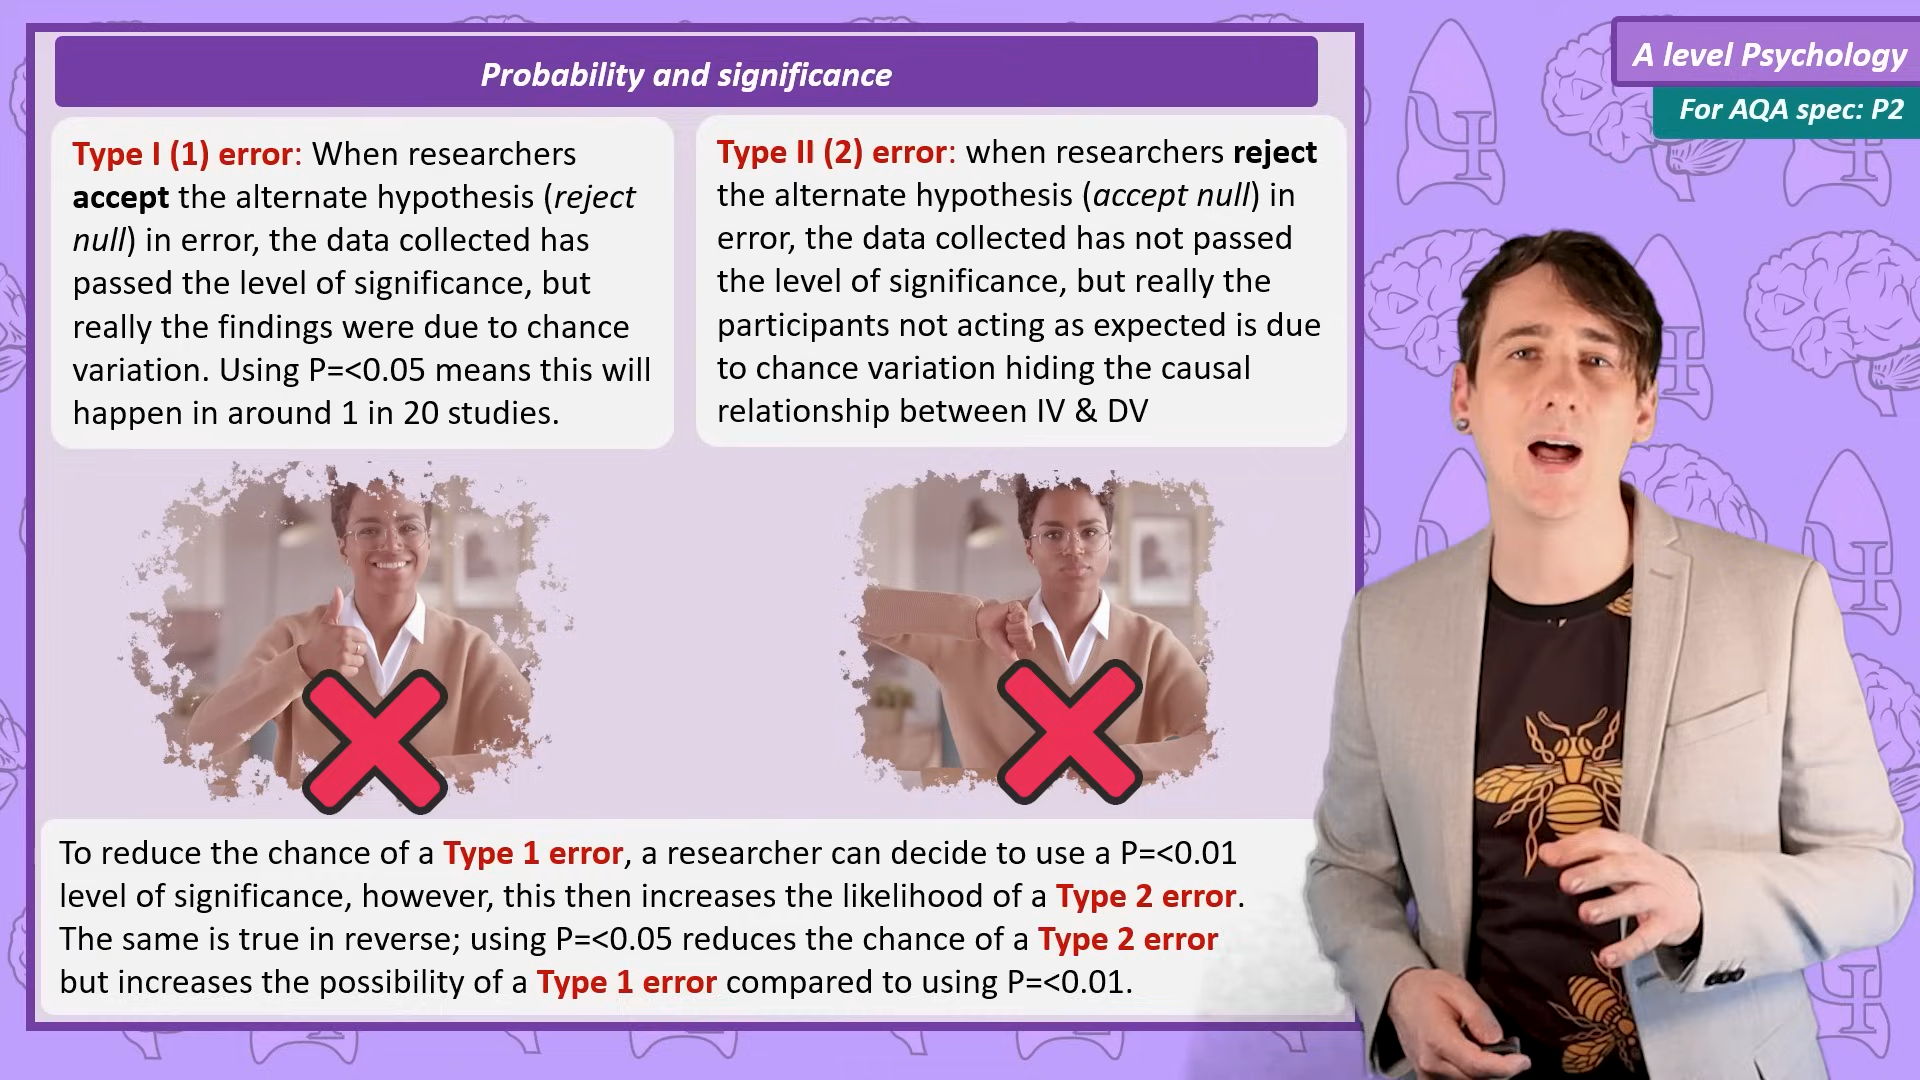 Probability and significance
A level Psychology
For AQA spec: P2
Type I (1) error: When researchers
accept the alternate hypothesis (reject
null) in error, the data collected has
passed the level of significance, but
really the findings were due to chance
variation. Using P=<0.05 means this will
happen in around 1 in 20 studies.
Type II (2) error: when researchers reject
the alternate hypothesis (accept null) in
error, the data collected has not passed
the level of significance, but really the
participants not acting as expected is due
to chance variation hiding the causal
relationship between IV & DV
To reduce the chance of a Type 1 error, a researcher can decide to use a P=<0.01
level of significance, however, this then increases the likelihood of a Type 2 error.
The same is true in reverse; using P=<0.05 reduces the chance of a Type 2 error
but increases the possibility of a Type 1 error compared to using P=<0.01.